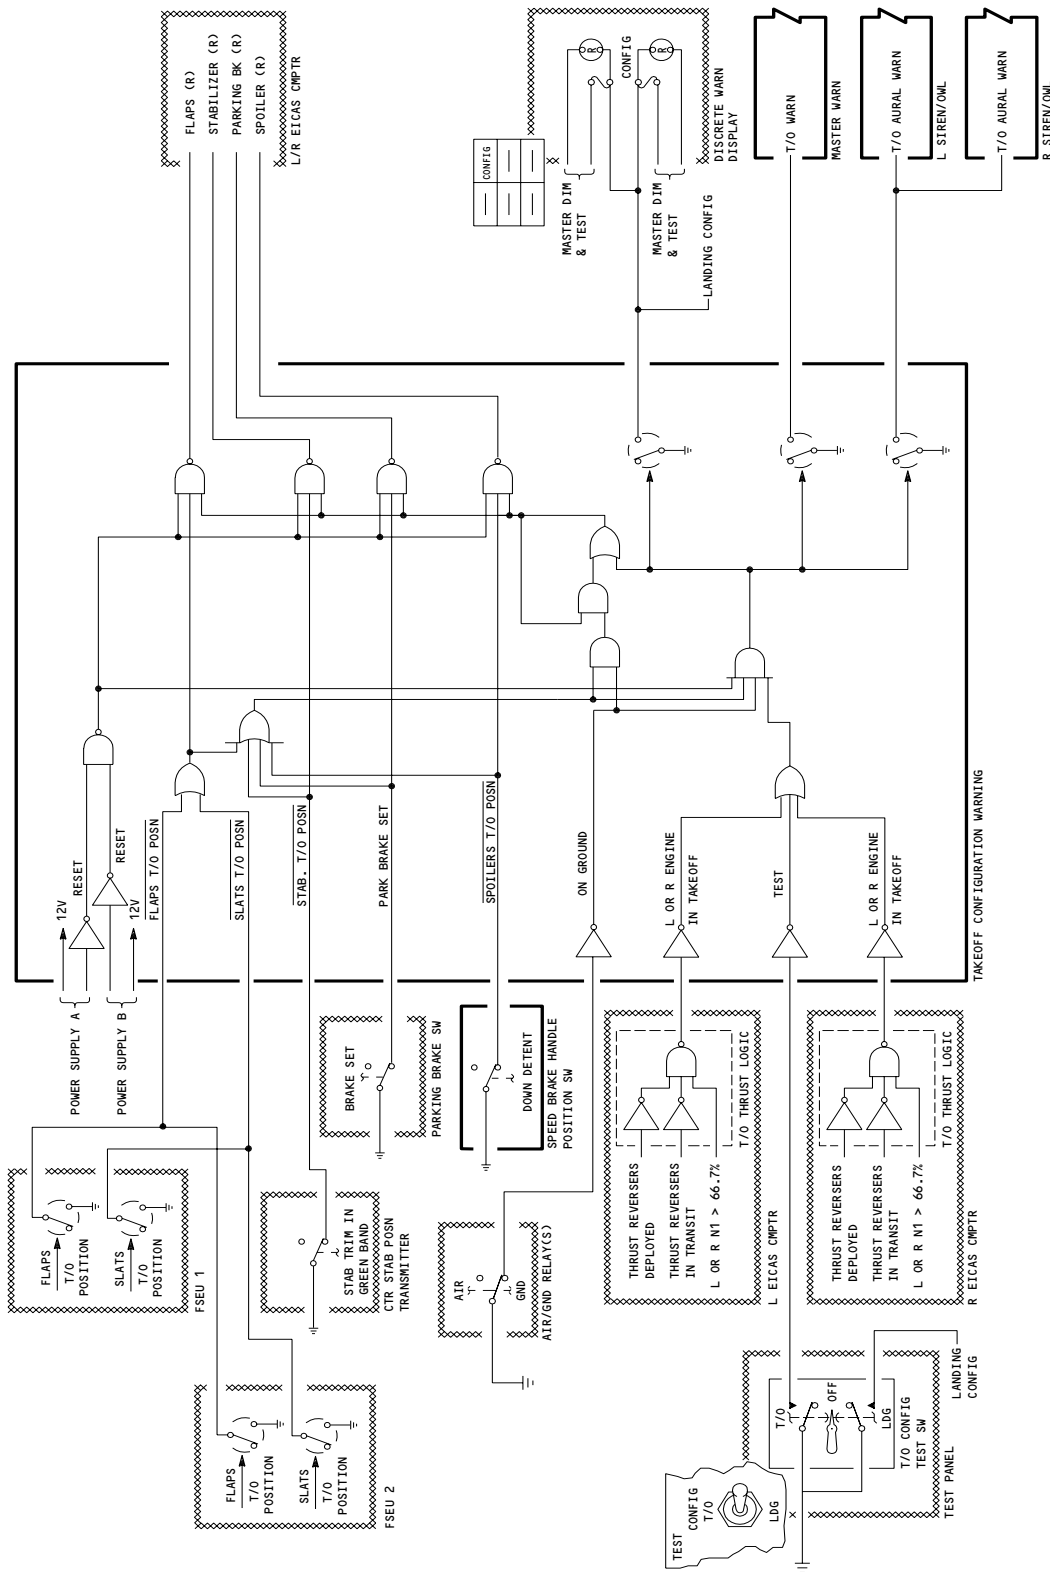 FLAPS (R)
STABILIZER (R)
PARKING BK (R)
SPOILER (R)
L/R EICAS CMPTR
CONFIG
MASTER DIM
& TEST
R
CONFIG
R
MASTER DIM
& TEST
DISCRETE WARN
DISPLAY
LANDING CONFIG
T/O WARN
MASTER WARN
T/O AURAL WARN
L SIREN/OWL
T/O AURAL WARN
R SIREN/OWL
POWER SUPPLY A
POWER SUPPLY B
12V
RESET
RESET
12V
FLAPS T/O POSN
SLATS T/O POSN
STAB. T/O POSN
PARK BRAKE SET
SPOILERS T/O POSN
ON GROUND
L OR R ENGINE
IN TAKEOFF
TEST
L OR R ENGINE
IN TAKEOFF
TAKEOFF CONFIGURATION WARNING
FLAPS
T/O
POSITION
SLATS
T/O
POSITION
FSEU 1
FLAPS
T/O
POSITION
SLATS
T/O
POSITION
FSEU 2
STAB TRIM IN
GREEN BAND
CTR STAB POSN
TRANSMITTER
BRAKE SET
PARKING BRAKE SW
DOWN DETENT
SPEED BRAKE HANDLE
POSITION SW
AIR
GND
AIR/GND RELAY(S)
THRUST REVERSERS
DEPLOYED
THRUST REVERSERS
IN TRANSIT
L OR R N1 > 66.7%
T/O THRUST LOGIC
L EICAS CMPTR
THRUST REVERSERS
DEPLOYED
THRUST REVERSERS
IN TRANSIT
L OR R N1 > 66.7%
T/O THRUST LOGIC
R EICAS CMPTR
TEST
CONFIG
T/O
LDG
T/O
OFF
LDG
T/O CONFIG
TEST SW
TEST PANEL
LANDING
CONFIG